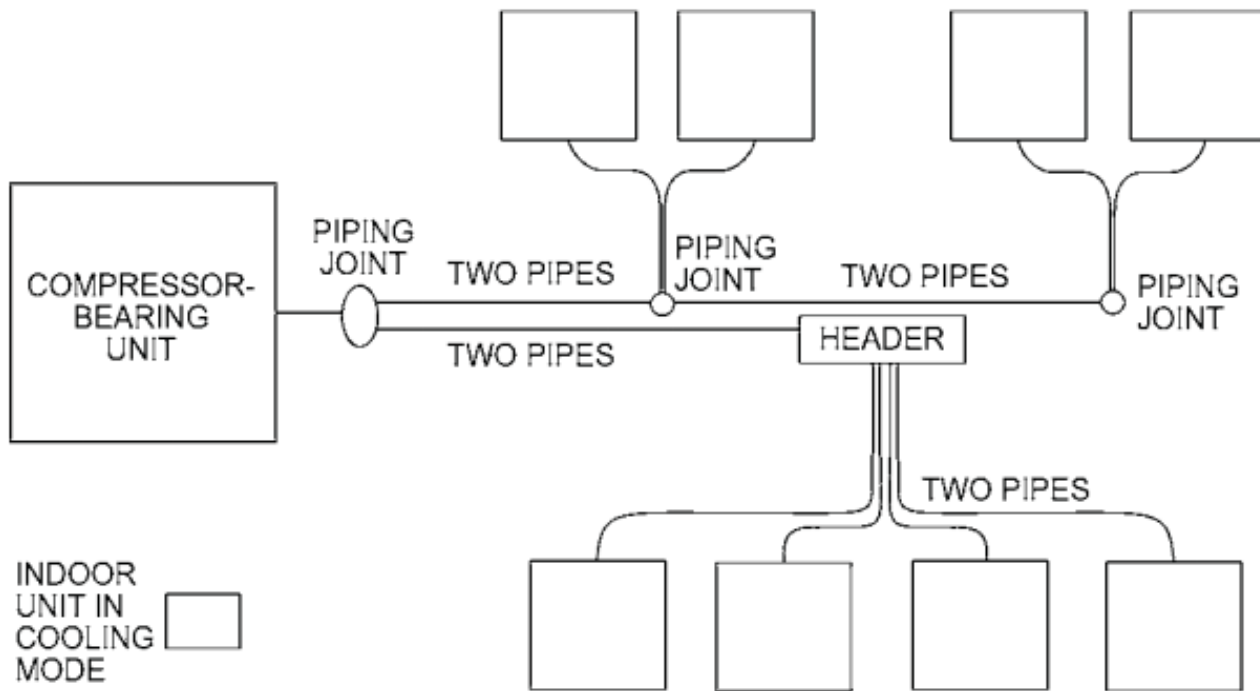 COMPRESSOR-
BEARING
UNIT
PIPING
JOINT
TWO PIPES
PIPING
JOINT
TWO PIPES
PIPING
JOINT
TWO PIPES
HEADER
TWO PIPES
INDOOR
UNIT IN
COOLING
MODE